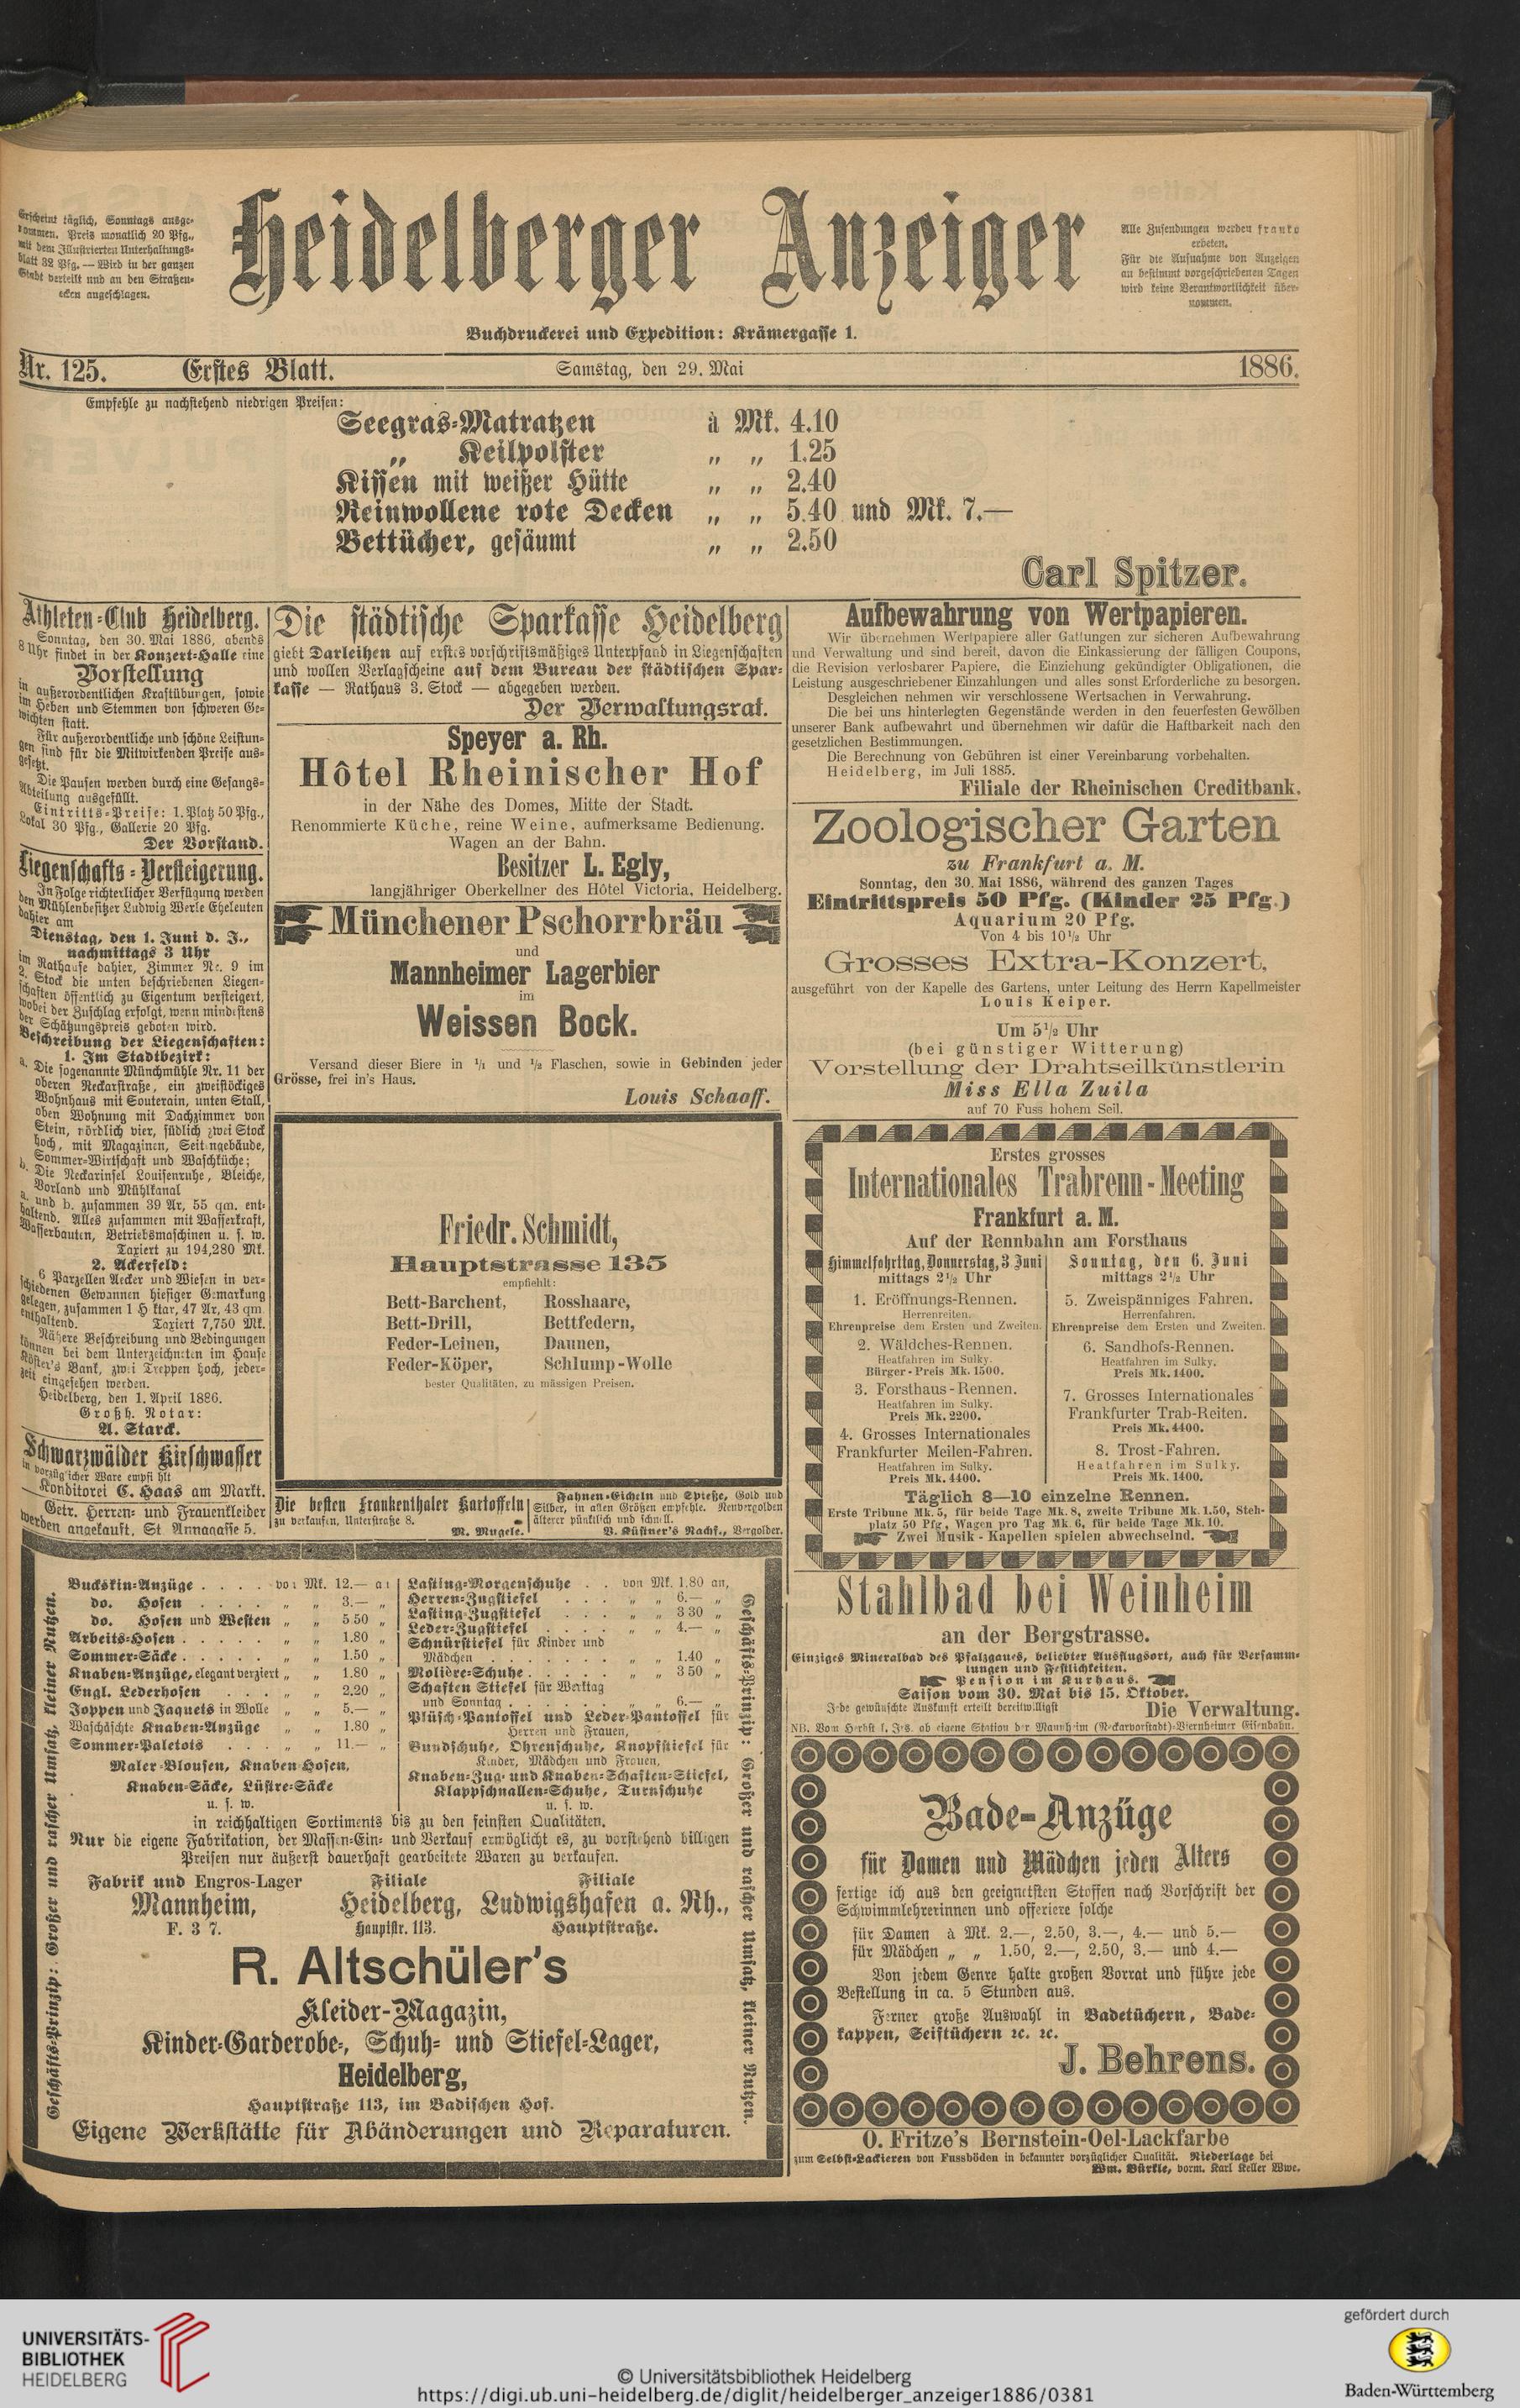 Erscheint täglich, Sonntags ausge-
nommen. Preis monatlich 20 Pfg.,
mit dem Illustrierten Unterhaltungs-
blatt 32 Pfg. — Wird in der ganzen
Stadt verteilt und an den Straßen-
ecken angeschlagen.
Heidelberger Anzeiger
Alle Zusendungen werden franko
erbeten.
Für die Aufnahme von Anzeigen
an bestimmt vorgeschriebenen Tagen
wird keine Verantwortlichkeit über-
nommen.
Buchdruckerei und Expedition: Krämergasse 1.
Nr. 125. Erstes Blatt. Samstag, den 29. Mai 1886.
Empfehle zu nachstehend niedrigen Preisen:
Seegras-Matratzen à Mk. 4.10
„ Keilpolster „ „ 1.25
Kissen mit weißer Hütte „ „ 2.40
Reinwollene rote Decken „ „ 5.40 und Mk. 7.—
Bettücher, gesäumt „ „ 2.50
Carl Spitzer.
Athleten-Club Heidelberg.
Sonntag, den 30. Mai 1886, abends
8 Uhr findet in der Konzert-Halle eine
Vorstellung
in außerordentlichen Kraftübungen, sowie
im Heben und Stemmen von schweren Ge-
wichten statt.
Für außerordentliche und schöne Leistun-
gen sind für die Mitwirkenden Preise aus-
gesetzt.
Die Pausen werden durch eine Gesangs-
Abteilung ausgefüllt.
Eintritts-Preise: 1. Platz 50 Pfg.,
Lokal 30 Pfg., Gallerie 20 Pfg.
Der Vorstand.
Liegenschafts-Versteigerung.
In Folge richterlicher Verfügung werden
den Mühlenbesitzer Ludwig Werle Eheleuten
dahier am
Dienstag, den 1. Juni d. J.,
nachmittags 3 Uhr
im Rathause dahier, Zimmer Nr. 9 im
2. Stock die unten beschriebenen Liegen-
schaften öffentlich zu Eigentum versteigert,
wobei der Zuschlag erfolgt, wenn mindestens
der Schätzungspreis geboten wird.
Beschreibung der Liegenschaften:
1. Im Stadtbezirk:
a. Die sogenannte Münchmühle Nr. 11 der
oberen Neckarstraße, ein zweistöckiges
Wohnhaus mit Souterain, unten Stall,
oben Wohnung mit Dachzimmer von
Stein, nördlich vier, südlich zwei Stock
hoch, mit Magazinen, Seitengebäude,
Sommer-Wirtschaft und Waschküche;
b. Die Neckarinsel Louisenruhe, Bleiche,
Vorland und Mühlkanal
a. und b. zusammen 39 Ar, 55 qm. ent-
haltend. Alles zusammen mit Wasserkraft,
Wasserbauten, Betriebsmaschinen u. s. w.
Taxiert zu 194,280 Mk.
2. Ackerfeld:
6 Parzellen Aecker und Wiesen in ver-
schiedenen Gewannen hiesiger Gemarkung
gelegen, zusammen 1 Hektar, 47 Ar, 43 qm
enthaltend. Taxiert 7,750 Mk.
Nähere Beschreibung und Bedingungen
können bei dem Unterzeichneten im Hause
Köster's Bank, zwei Treppen hoch, jeder-
zeit eingesehen werden.
Heidelberg, den 1. April 1886.
Großh. Notar:
A. Starck.
Schwarzwälder Kirschwasser
in vorzüglicher Ware empfiehlt
Konditorei C. Haas am Markt.
Getr. Herren- und Frauenkleider
werden angekauft, St. Annagasse 5.
Die städtische Sparkasse Heidelberg
giebt Darleihen auf erstes vorschriftsmäßiges Unterpfand in Liegenschaften
und wollen Verlagscheine auf dem Bureau der städtischen Spar-
kasse — Rathaus 3. Stock — abgegeben werden.
Der Verwaltungsrat.
Speyer a. Rh.
Hôtel Rheinischer Hof
in der Nähe des Domes, Mitte der Stadt.
Renommierte Küche, reine Weine, aufmerksame Bedienung.
Wagen an der Bahn.
Besitzer L. Egly,
langjähriger Oberkellner des Hôtel Victoria, Heidelberg.
Münchener Pschorrbräu
und
Mannheimer Lagerbier
im
Weissen Bock.
Versand dieser Biere in 1/1 und 1/2 Flaschen, sowie in Gebinden jeder
Grösse, frei in's Haus.
Louis Schaaff.
Friedr. Schmidt,
Hauptstrasse 135
empfiehlt:
Bett-Barchent, Rosshaare,
Bett-Drill, Bettfedern,
Feder-Leinen, Daunen,
Feder-Köper, Schlump-Wolle
bester Qualitäten, zu mässigen Preisen.
Die besten Frankenthaler Kartoffeln
zu verkaufen, Unterstraße 8.
M. Mugele.
Fahnen-Eicheln und Spieße, Gold und
Silber, in allen Größen empfehle. Neuvergolden
älterer pünktlich und schnell.
V. Küstner's Nachf., Vergolder.
Aufbewahrung von Wertpapieren.
Wir übernehmen Wertpapiere aller Gattungen zur sicheren Aufbewahrung
und Verwaltung und sind bereit, davon die Einkassierung der fälligen Coupons,
die Revision verlosbarer Papiere, die Einziehung gekündigter Obligationen, die
Leistung ausgeschriebener Einzahlungen und alles sonst Erforderliche zu besorgen.
Desgleichen nehmen wir verschlossene Wertsachen in Verwahrung.
Die bei uns hinterlegten Gegenstände werden in den feuerfesten Gewölben
unserer Bank aufbewahrt und übernehmen wir dafür die Haftbarkeit nach den
gesetzlichen Bestimmungen.
Die Berechnung von Gebühren ist einer Vereinbarung vorbehalten.
Heidelberg, im Juli 1885.
Filiale der Rheinischen Creditbank.
Zoologischer Garten
zu Frankfurt a. M.
Sonntag, den 30. Mai 1886, während des ganzen Tages
Eintrittspreis 50 Pfg. (Kinder 25 Pfg.)
Aquarium 20 Pfg.
Von 4 bis 10½ Uhr
Grosses Extra-Konzert,
ausgeführt von der Kapelle des Gartens, unter Leitung des Herrn Kapellmeister
Louis Keiper.
Um 5½ Uhr
(bei günstiger Witterung)
Vorstellung der Drahtseilkünstlerin
Miss Ella Zuila
auf 70 Fuss hohem Seil.
Erstes grosses
Internationales Trabrenn-Meeting
Frankfurt a. M.
Auf der Rennbahn am Forsthaus
Himmelfahrttag, Donnerstag, 3 Juni
mittags 2½ Uhr
1. Eröffnungs-Rennen.
Herrenreiten.
Ehrenpreise dem Ersten und Zweiten.
2. Wäldches-Rennen.
Heatfahren im Sulky.
Bürger-Preis Mk. 1500.
3. Forsthaus-Rennen.
Heatfahren im Sulky.
Preis Mk. 2200.
4. Grosses Internationales
Frankfurter Meilen-Fahren.
Heatfahren im Sulky.
Preis Mk. 4400.
Sonntag, den 6. Juni
mittags 2½ Uhr
5. Zweispänniges Fahren.
Herrenfahren.
Ehrenpreise dem Ersten und Zweiten.
6. Sandhofs-Rennen.
Heatfahren im Sulky.
Preis Mk. 1400.
7. Grosses Internationales
Frankfurter Trab-Reiten.
Preis Mk. 4400.
8. Trost-Fahren.
Heatfahren im Sulky.
Preis Mk. 1400.
Täglich 8—10 einzelne Rennen.
Erste Tribune Mk. 5, für beide Tage Mk. 8, zweite Tribune Mk. 1.50, Steh-
platz 50 Pfg, Wagen pro Tag Mk. 6, für beide Tage Mk. 10.
Zwei Musik-Kapellen spielen abwechselnd.
Stahlbad bei Weinheim
an der Bergstrasse.
Einziges Mineralbad des Pfalzgaues, beliebter Ausflugsort, auch für Versamm-
lungen und Festlichkeiten.
Pension im Kurhaus.
Saison vom 30. Mai bis 15. Oktober.
Jede gewünschte Auskunft erteilt bereitwilligst Die Verwaltung.
NB. Vom Herbst l. Js. ab eigene Station der Mannheim (Neckarvorstadt)-Viernheimer Eisenbahn.
Bade-Anzüge
für Damen und Mädchen jeden Alters
fertige ich aus den geeignetsten Stoffen nach Vorschrift der
Schwimmlehrerinnen und offeriere solche
für Damen à Mk. 2.—, 2.50, 3.—, 4.— und 5.—
für Mädchen „ „ 1.50, 2.—, 2.50, 3.— und 4.—
Von jedem Genre halte großen Vorrat und führe jede
Bestellung in ca. 5 Stunden aus.
Ferner große Auswahl in Badetüchern, Bade-
kappen, Seiftüchern ꝛc. ꝛc.
J. Behrens.
O. Fritze's Bernstein-Oel-Lackfarbe
zum Selbst-Lackieren von Fussböden in bekannter vorzüglicher Qualität. Niederlage bei
Wm. Bürkle, vorm. Karl Keller Wwe.
Geschäfts-Prinzip: Großer und rascher Umsatz, kleiner Nutzen.
Buckskin-Anzüge . . . . von Mk. 12.— an
do. Hosen . . . . „ „ 3.— „
do. Hosen und Westen „ „ 5.50 „
Arbeits-Hosen . . . . . „ „ 1.80 „
Sommer-Säcke . . . . . „ „ 1.50 „
Knaben-Anzüge, elegant verziert „ „ 1.80 „
Engl. Lederhosen . . . „ „ 2.20 „
Joppen und Jaquets in Wolle „ „ 5.— „
Waschächte Knaben-Anzüge „ „ 1.80 „
Sommer-Paletots . . . „ „ 11.— „
Maler-Blousen, Knaben-Hosen,
Knaben-Säcke, Lüstre-Säcke
u. s. w.
Lasting-Morgenschuhe . . von Mk. 1.80 an,
Herren-Zugstiefel . . . „ „ 6.— „
Lasting-Zugstiefel . . . „ „ 3.30 „
Leder-Zugstiefel . . . . „ „ 4.— „
Schnürstiefel für Kinder und
Mädchen . . . . . . . „ „ 1.40 „
Molière-Schuhe . . . . . „ „ 3.50 „
Schaften Stiefel für Werktag
und Sonntag . . . . . . „ „ 6.— „
Plüsch-Pantoffel und Leder-Pantoffel für
Herren und Frauen,
Bundschuhe, Ohrenschuhe, Knopfstiefel für
Kinder, Mädchen und Frauen,
Knaben-Zug- und Knaben-Schaften-Stiefel,
Klappschnallen-Schuhe, Turnschuhe
u. s. w.
in reichhaltigen Sortiments bis zu den feinsten Qualitäten.
Nur die eigene Fabrikation, der Massen-Ein- und Verkauf ermöglicht es, zu vorstehend billigen
Preisen nur äußerst dauerhaft gearbeitete Waren zu verkaufen.
Fabrik und Engros-Lager Filiale Filiale
Mannheim, Heidelberg, Ludwigshafen a. Rh.,
F. 3 7. Hauptstr. 113. Hauptstraße.
R. Altschüler's
Kleider-Magazin,
Kinder-Garderobe-, Schuh- und Stiefel-Lager,
Heidelberg,
Hauptstraße 113, im Badischen Hof.
Eigene Werkstätte für Abänderungen und Reparaturen.
Geschäfts-Prinzip: Großer und rascher Umsatz, kleiner Nutzen.
UNIVERSITÄTS-
BIBLIOTHEK
HEIDELBERG
© Universitätsbibliothek Heidelberg
https://digi.ub.uni-heidelberg.de/diglit/heidelberger_anzeiger1886/0381
gefördert durch
Baden-Württemberg